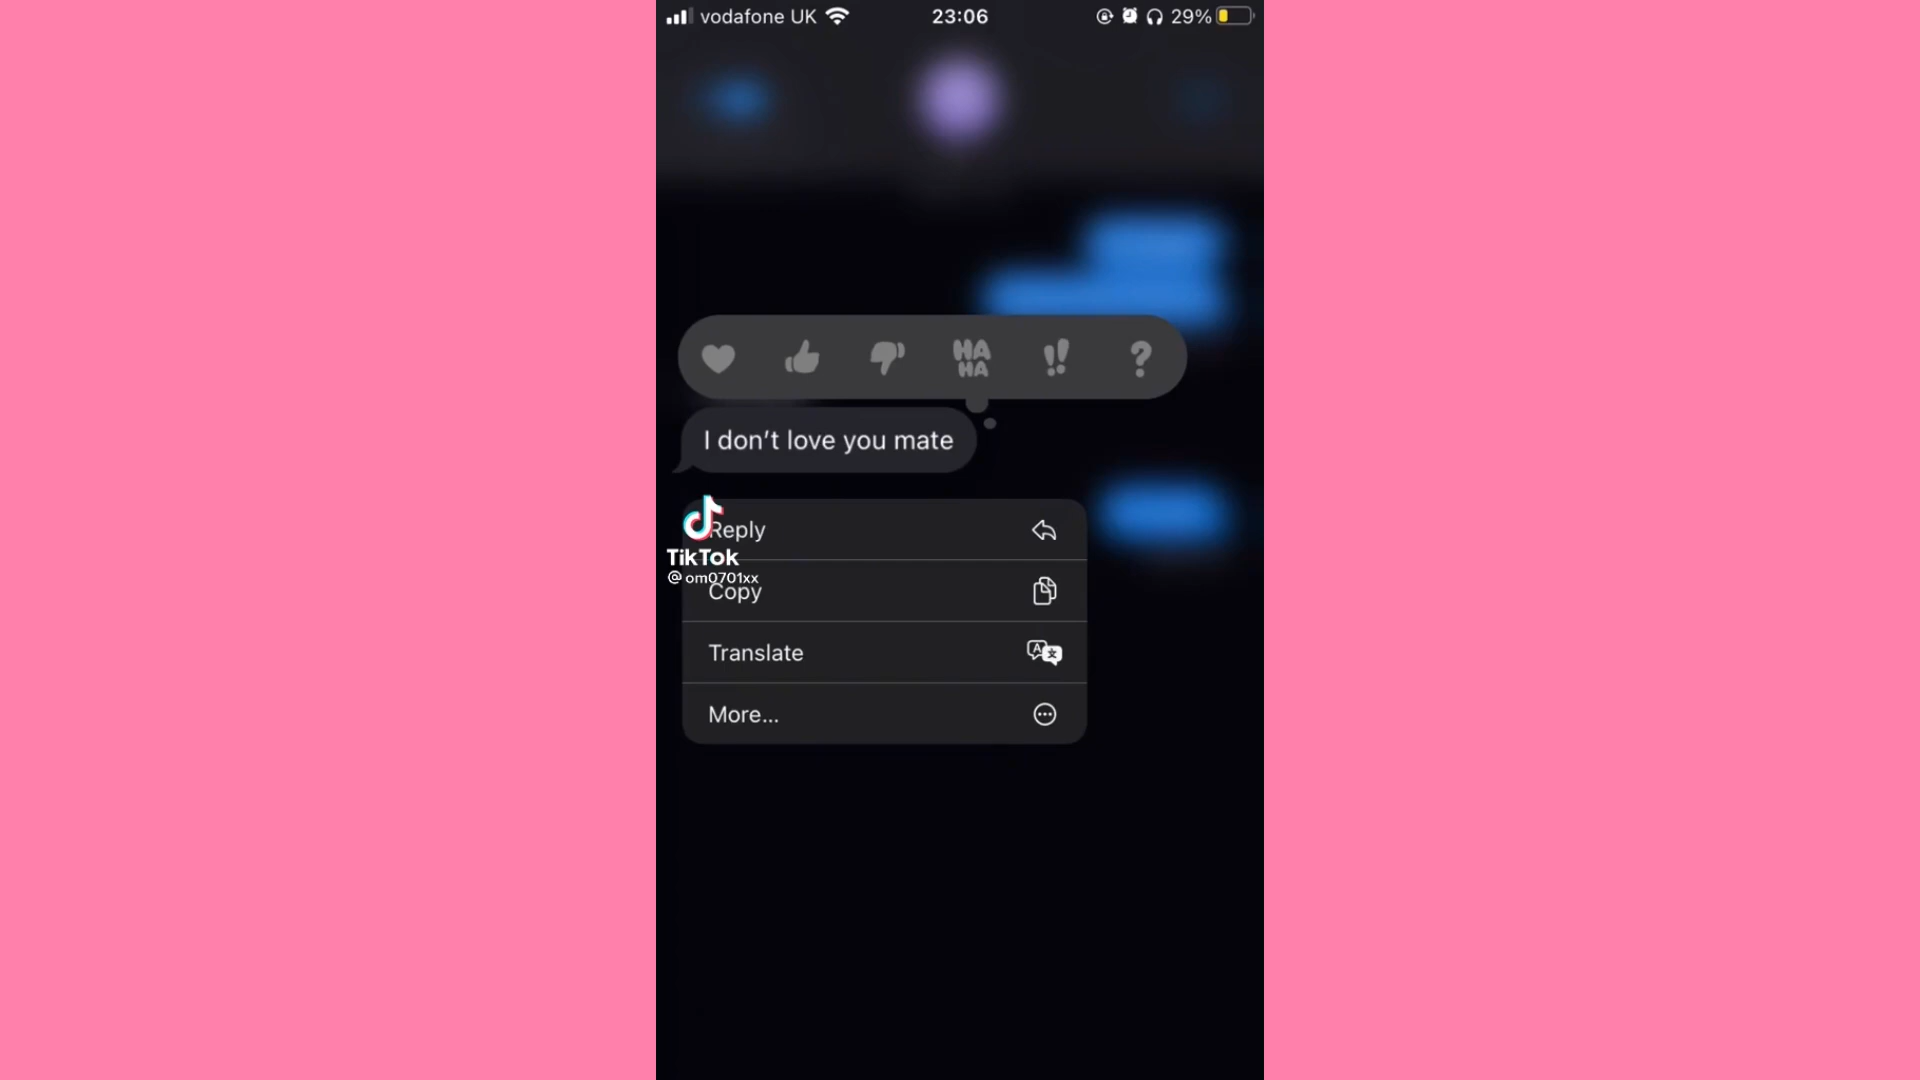 vodafone UK
23:06
29%
HA
HA
I don’t love you mate
Reply
TikTok
@om0701xx
Copy
Translate
More...